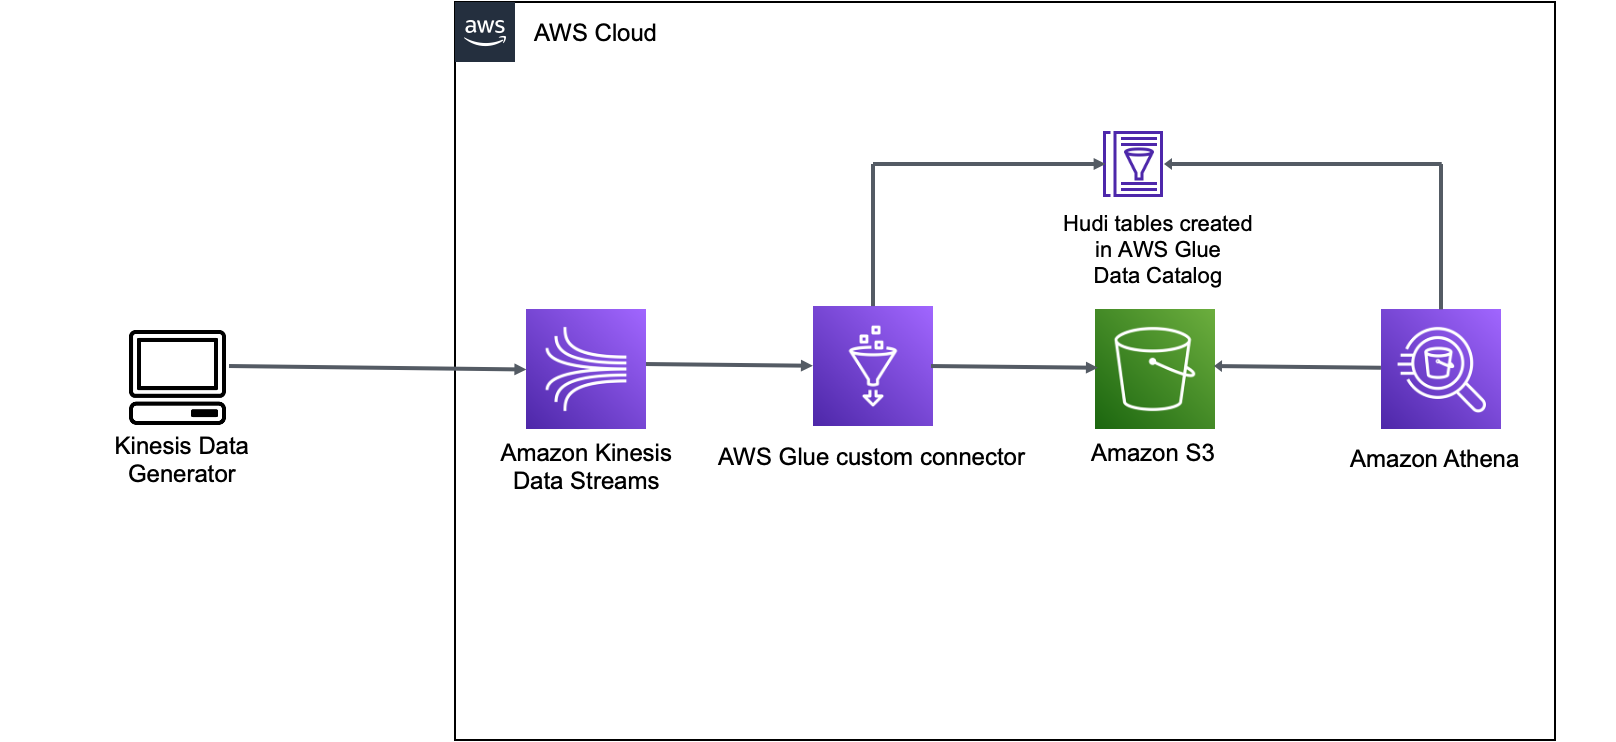 aws
AWS Cloud
Hudi tables created
in AWS Glue
Data Catalog
Kinesis Data
Generator
Amazon Kinesis
Data Streams
AWS Glue custom connector
Amazon S3
Amazon Athena